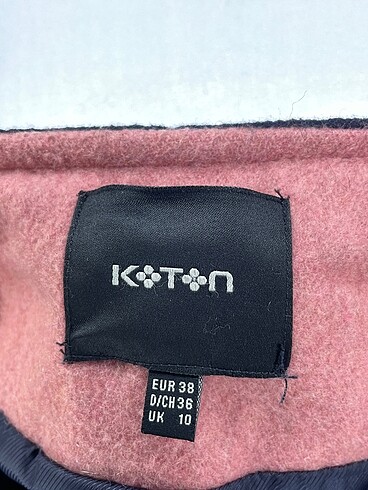 KOTON
EUR 38
D/CH 36
UK 10